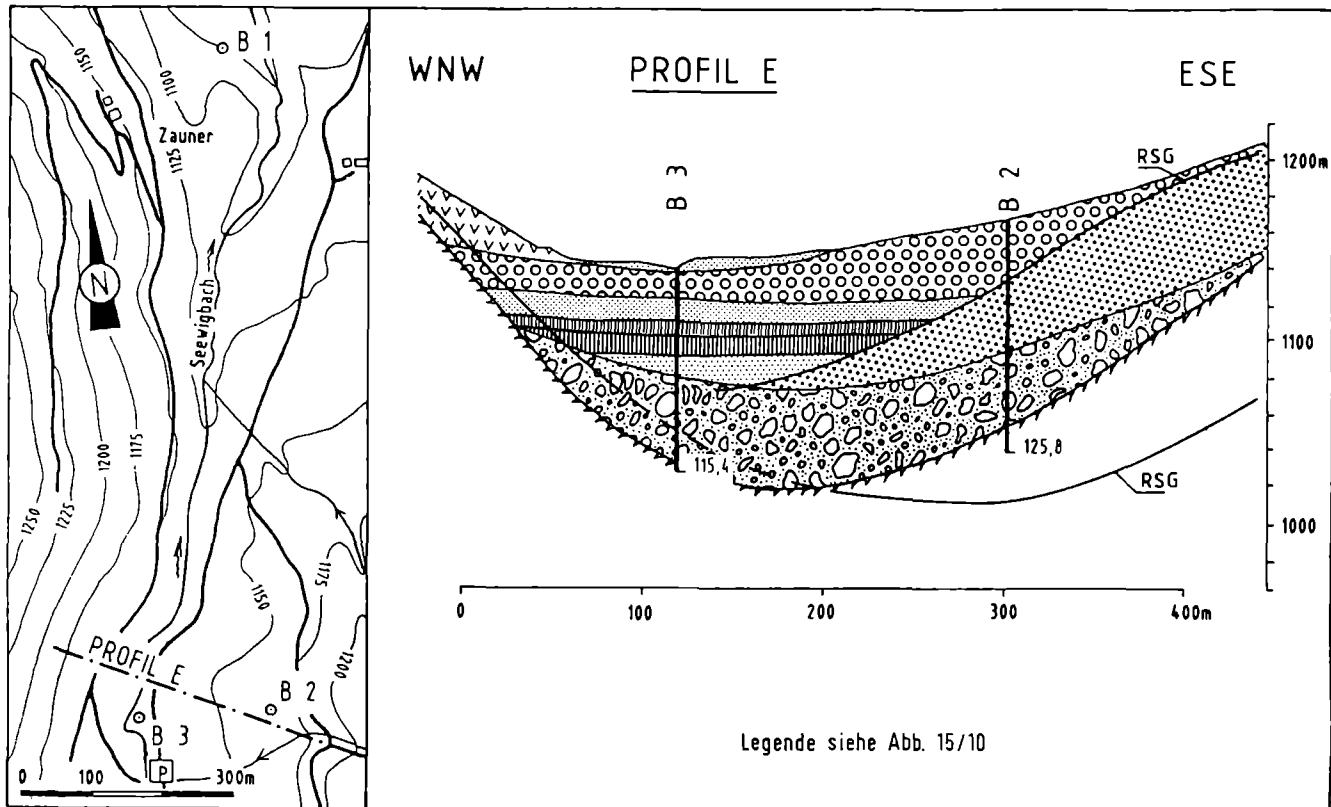 B 1
1150
1100
Zauner
1125
N
Seewigbach
1200
1175
1250
1225
1150
1175
1200
PROFIL E
B 2
B 3
P
0 100 300m
WNW PROFIL E ESE
B 3
B 2
RSG
1200m
1100
1000
115,4
125,8
RSG
0 100 200 300 400m
Legende siehe Abb. 15/10